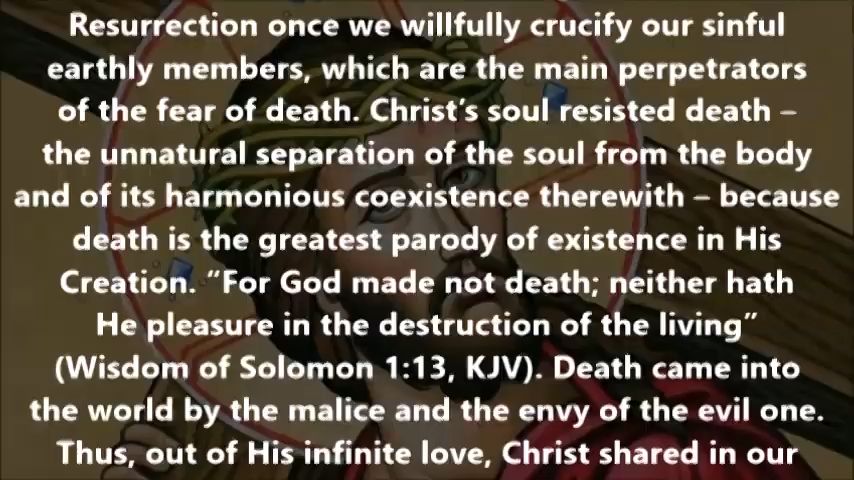 Resurrection once we willfully crucify our sinful
earthly members, which are the main perpetrators
of the fear of death. Christ’s soul resisted death –
the unnatural separation of the soul from the body
and of its harmonious coexistence therewith – because
death is the greatest parody of existence in His
Creation. “For God made not death; neither hath
He pleasure in the destruction of the living”
(Wisdom of Solomon 1:13, KJV). Death came into
the world by the malice and the envy of the evil one.
Thus, out of His infinite love, Christ shared in our